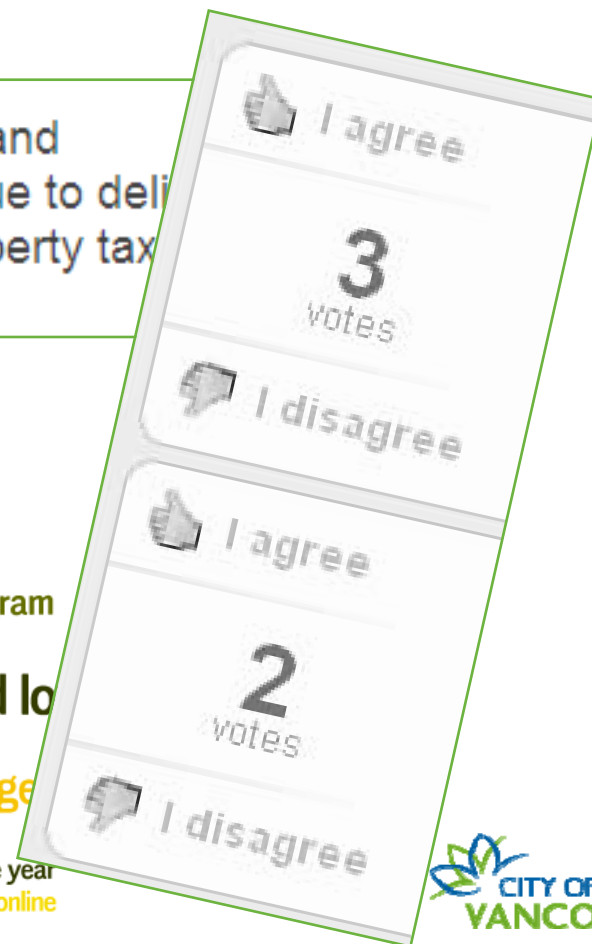 and
ue to deli
perty tax
I agree
3
votes
I disagree
I agree
2
votes
I disagree
ram
d lo
ge
e year
online
CITY OF
VANCO